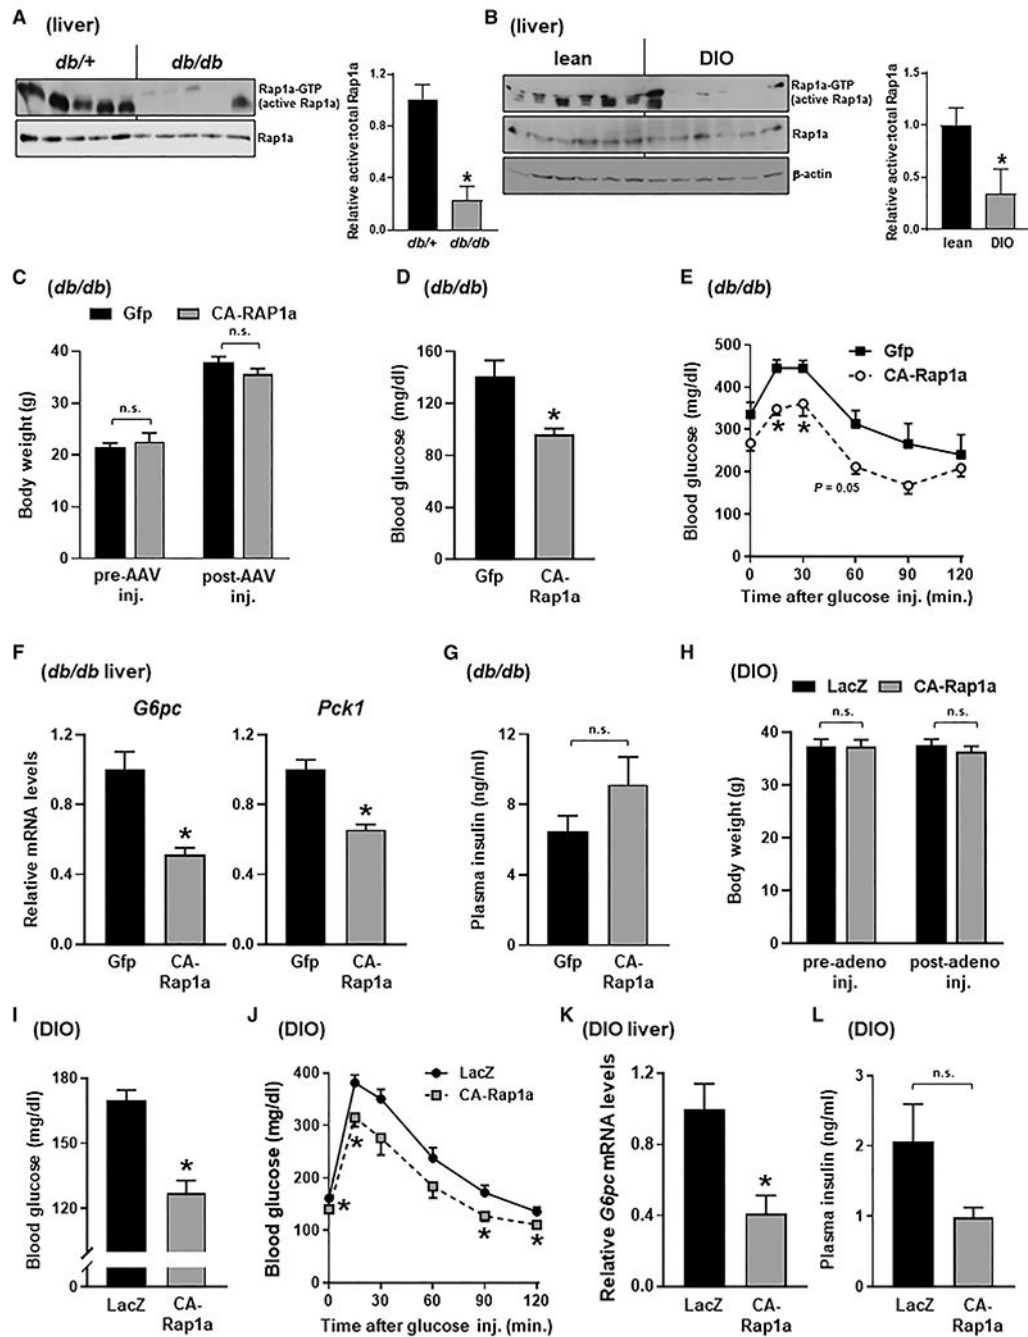 A
(liver)
db/+
db/db
Rap1a-GTP
(active Rap1a)
Rap1a
Relative active:total Rap1a
1.2
0.8
0.4
0.0
*
db/+
db/db
B
(liver)
lean
DIO
Rap1a-GTP
(active Rap1a)
Rap1a
β-actin
Relative active:total Rap1a
1.5
1.0
0.5
0.0
*
lean
DIO
C
(db/db)
Gfp
CA-RAP1a
Body weight (g)
40
30
20
10
0
n.s.
n.s.
pre-AAV
inj.
post-AAV
inj.
D
(db/db)
Blood glucose (mg/dl)
160
120
80
40
0
*
Gfp
CA-
Rap1a
E
(db/db)
Gfp
CA-Rap1a
Blood glucose (mg/dl)
500
400
300
200
100
0
* *
P = 0.05
0 30 60 90 120
Time after glucose inj. (min.)
F
(db/db liver)
G6pc
Pck1
Relative mRNA levels
1.2
0.8
0.4
0.0
*
Gfp
CA-
Rap1a
1.2
0.8
0.4
0.0
*
Gfp
CA-
Rap1a
G
(db/db)
Plasma insulin (ng/ml)
12
8
4
0
n.s.
Gfp
CA-
Rap1a
H
(DIO)
LacZ
CA-Rap1a
Body weight (g)
40
30
20
10
0
n.s.
n.s.
pre-adeno
inj.
post-adeno
inj.
I
(DIO)
Blood glucose (mg/dl)
180
150
120
0
*
LacZ
CA-
Rap1a
J
(DIO)
LacZ
CA-Rap1a
Blood glucose (mg/dl)
400
300
200
100
0
* * * *
0 30 60 90 120
Time after glucose inj. (min.)
K
(DIO liver)
Relative G6pc mRNA levels
1.2
0.8
0.4
0.0
*
LacZ
CA-
Rap1a
L
(DIO)
Plasma insulin (ng/ml)
3
2
1
0
n.s.
LacZ
CA-
Rap1a